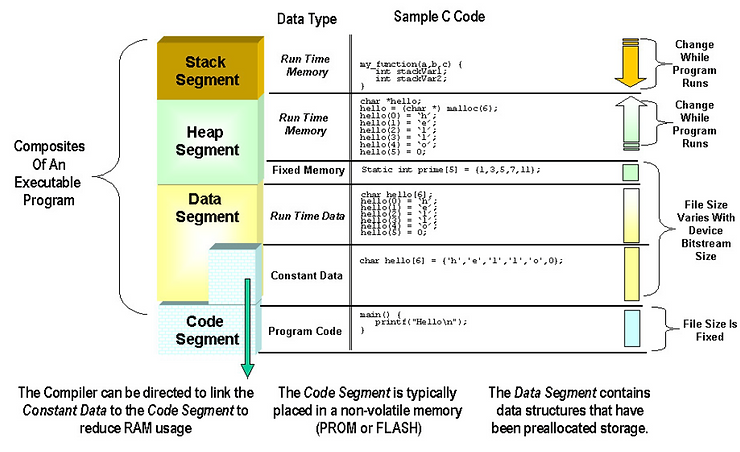 Data Type
Sample C Code
Composites
Of An
Executable
Program
Stack
Segment
Run Time
Memory
my_function(a,b,c) {
int stackVar1;
int stackVar2;
}
Change
While
Program
Runs
Heap
Segment
Run Time
Memory
char *hello;
hello = (char *) malloc(6);
hello(0) = 'h';
hello(1) = 'e';
hello(2) = 'l';
hello(3) = 'l';
hello(4) = 'o';
hello(5) = 0;
Change
While
Program
Runs
Fixed Memory
Static int prime[5] = {1,3,5,7,11};
Data
Segment
Run Time Data
char hello[6];
hello(0) = 'h';
hello(1) = 'e';
hello(2) = 'l';
hello(3) = 'l';
hello(4) = 'o';
hello(5) = 0;
File Size
Varies With
Device
Bitstream
Size
Constant Data
char hello[6] = {'h','e','l','l','o',0};
Code
Segment
Program Code
main() {
printf("Hello\n");
}
File Size Is
Fixed
The Compiler can be directed to link the
Constant Data to the Code Segment to
reduce RAM usage
The Code Segment is typically
placed in a non-volatile memory
(PROM or FLASH)
The Data Segment contains
data structures that have
been preallocated storage.